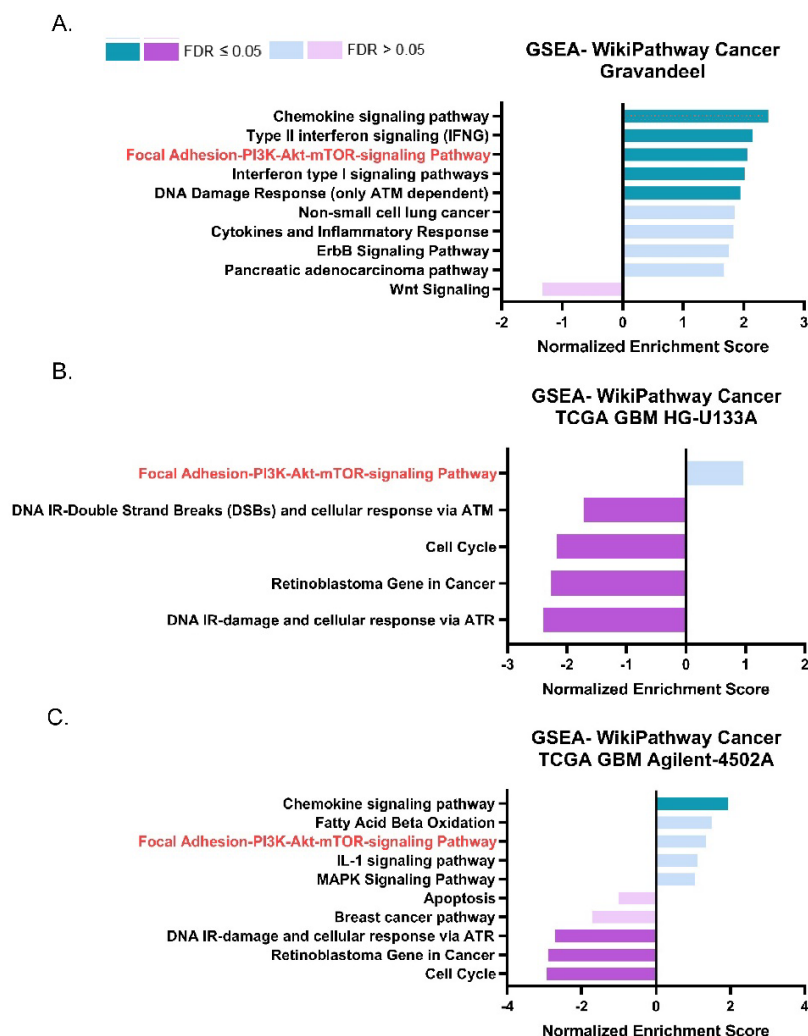 A.
FDR ≤ 0.05 FDR > 0.05
GSEA- WikiPathway Cancer
Gravandeel
Chemokine signaling pathway
Type II interferon signaling (IFNG)
Focal Adhesion-PI3K-Akt-mTOR-signaling Pathway
Interferon type I signaling pathways
DNA Damage Response (only ATM dependent)
Non-small cell lung cancer
Cytokines and Inflammatory Response
ErbB Signaling Pathway
Pancreatic adenocarcinoma pathway
Wnt Signaling
-2 -1 0 1 2 3
Normalized Enrichment Score
B.
GSEA- WikiPathway Cancer
TCGA GBM HG-U133A
Focal Adhesion-PI3K-Akt-mTOR-signaling Pathway
DNA IR-Double Strand Breaks (DSBs) and cellular response via ATM
Cell Cycle
Retinoblastoma Gene in Cancer
DNA IR-damage and cellular response via ATR
-3 -2 -1 0 1 2
Normalized Enrichment Score
C.
GSEA- WikiPathway Cancer
TCGA GBM Agilent-4502A
Chemokine signaling pathway
Fatty Acid Beta Oxidation
Focal Adhesion-PI3K-Akt-mTOR-signaling Pathway
IL-1 signaling pathway
MAPK Signaling Pathway
Apoptosis
Breast cancer pathway
DNA IR-damage and cellular response via ATR
Retinoblastoma Gene in Cancer
Cell Cycle
-4 -2 0 2 4
Normalized Enrichment Score